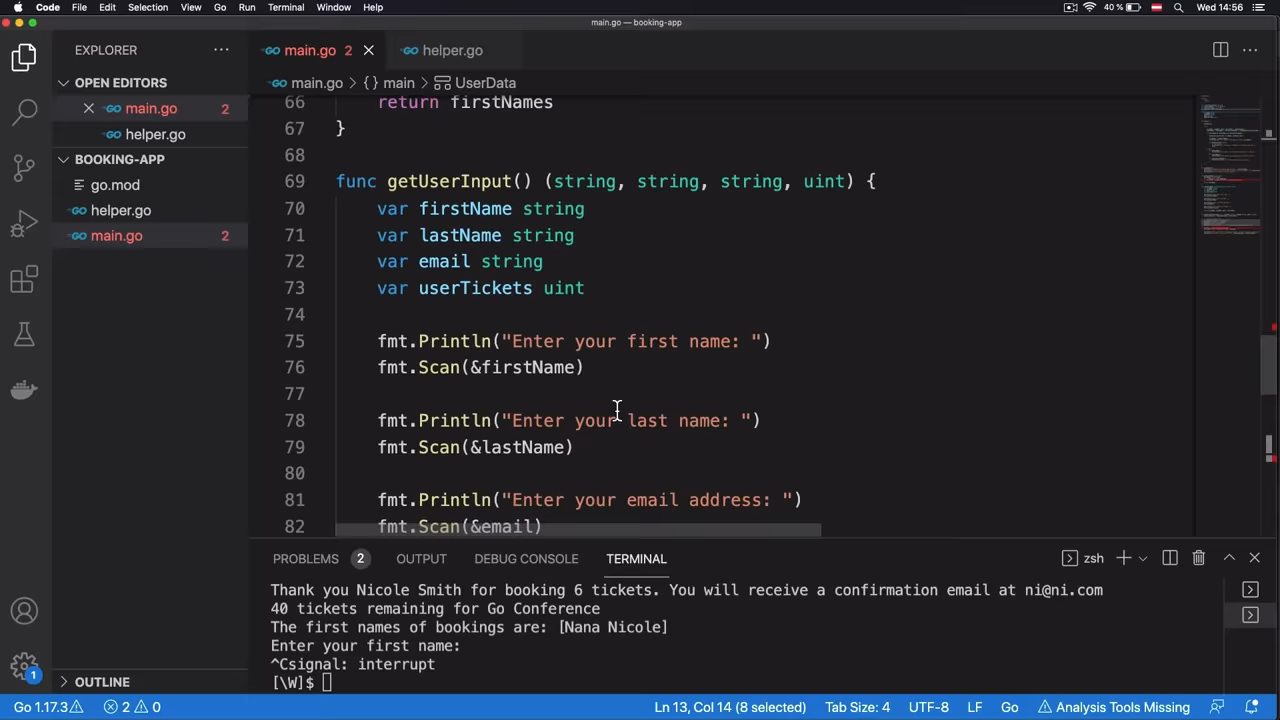 Code File Edit Selection View Go Run Terminal Window Help 40 % Wed 14:56
main.go — booking-app
EXPLORER
main.go 2
helper.go
OPEN EDITORS
main.go > {} main > UserData
main.go 2
helper.go
BOOKING-APP
go.mod
helper.go
main.go 2
66 return firstNames
67 }
68
69 func getUserInput() (string, string, string, uint) {
70 var firstName string
71 var lastName string
72 var email string
73 var userTickets uint
74
75 fmt.Println("Enter your first name: ")
76 fmt.Scan(&firstName)
77
78 fmt.Println("Enter your last name: ")
79 fmt.Scan(&lastName)
80
81 fmt.Println("Enter your email address: ")
82 fmt.Scan(&email)
PROBLEMS 2 OUTPUT DEBUG CONSOLE TERMINAL zsh
Thank you Nicole Smith for booking 6 tickets. You will receive a confirmation email at ni@ni.com
40 tickets remaining for Go Conference
The first names of bookings are: [Nana Nicole]
Enter your first name:
^Csignal: interrupt
[\W]$
1
OUTLINE
Go 1.17.3 2 0 Ln 13, Col 14 (8 selected) Tab Size: 4 UTF-8 LF Go Analysis Tools Missing